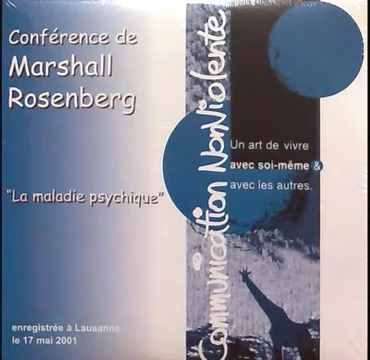 Conférence de
Marshall
Rosenberg
"La maladie psychique"
enregistrée à Lausanne
le 17 mai 2001
Communication NonViolente
Un art de vivre
avec soi-même &
avec les autres.